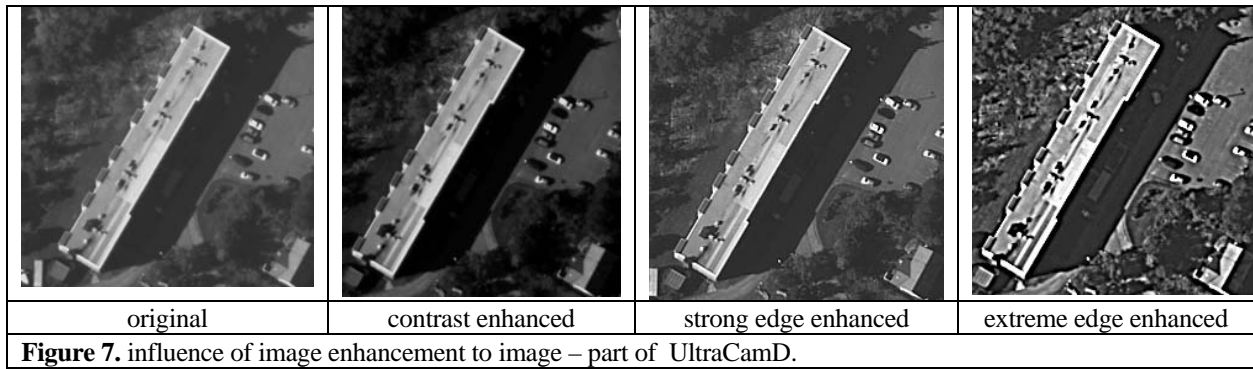 original
contrast enhanced
strong edge enhanced
extreme edge enhanced
Figure 7. influence of image enhancement to image – part of  UltraCamD.